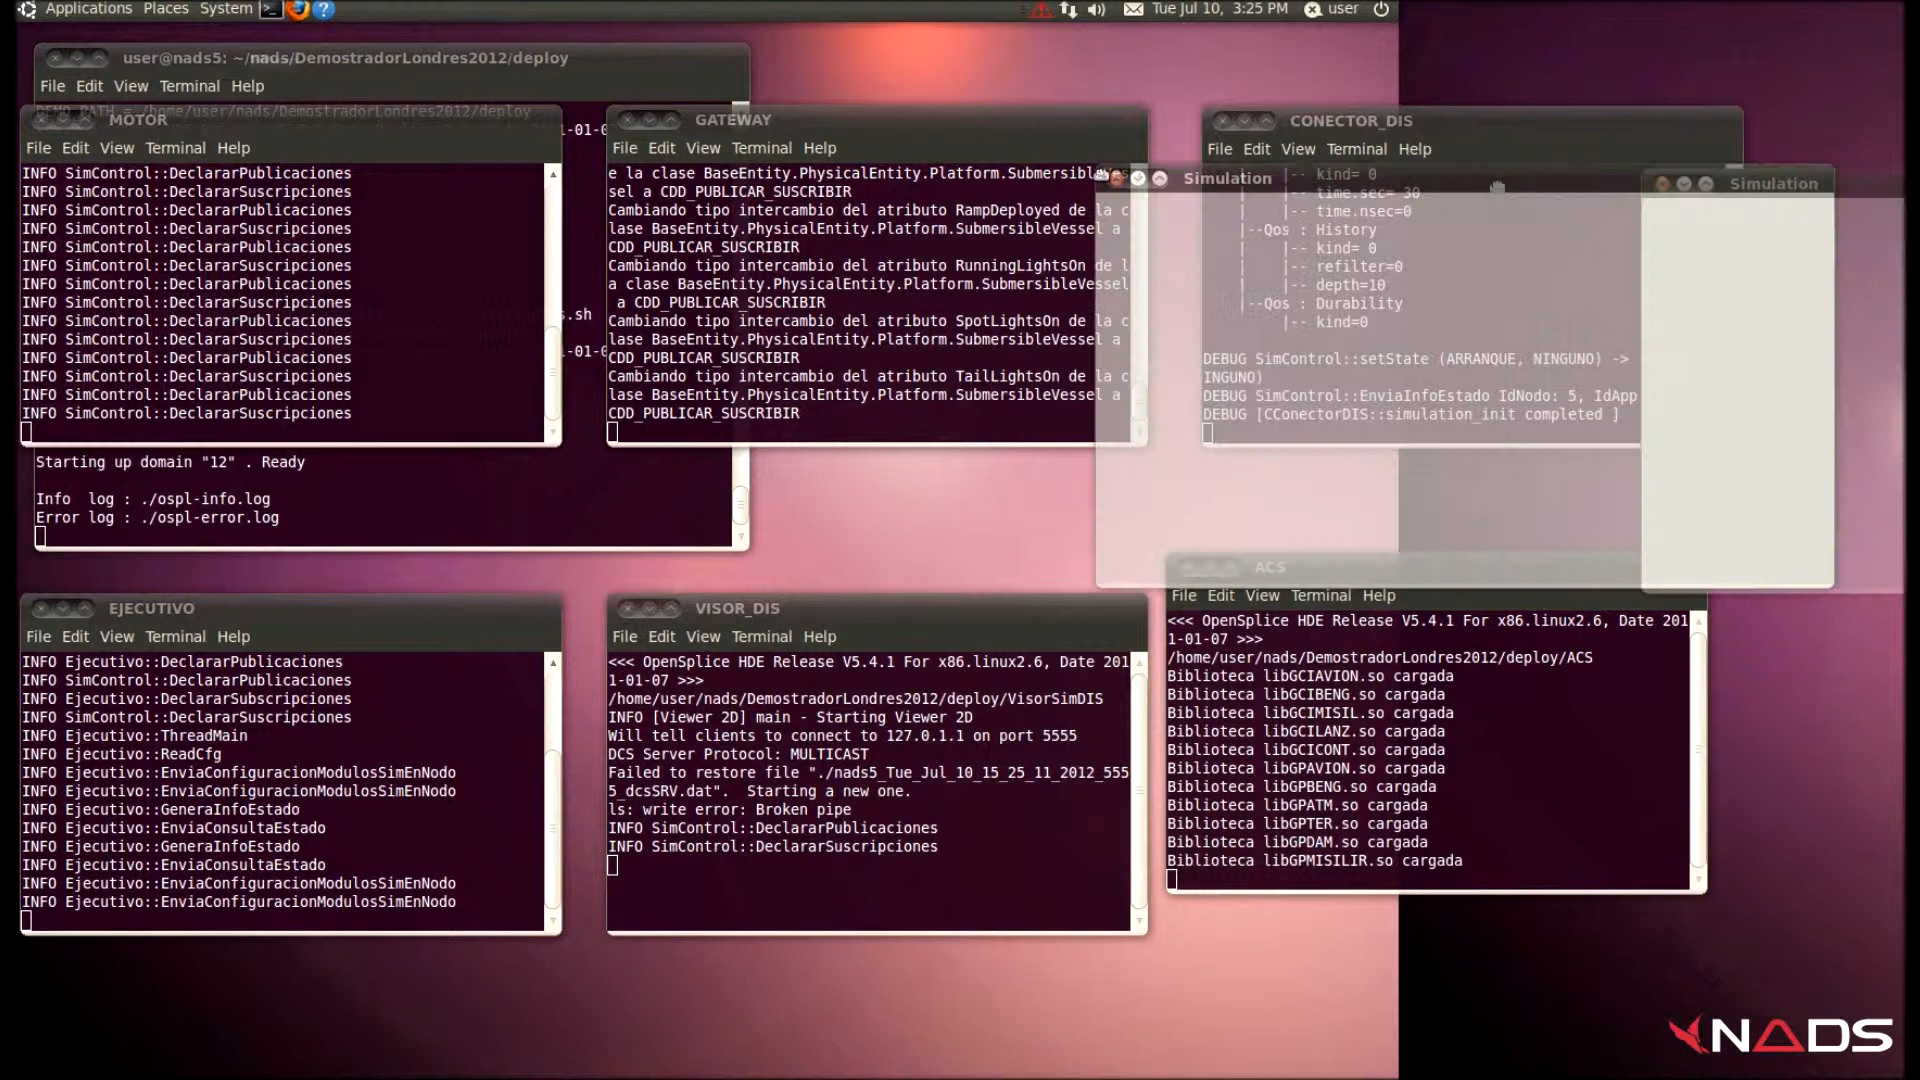 Applications Places System
Tue Jul 10, 3:25 PM
user
user@nads5: ~/nads/DemostradorLondres2012/deploy
File Edit View Terminal Help
DEMO_PATH = /home/user/nads/DemostradorLondres2012/deploy
MOTOR
File Edit View Terminal Help
INFO SimControl::DeclararPublicaciones
INFO SimControl::DeclararSuscripciones
INFO SimControl::DeclararPublicaciones
INFO SimControl::DeclararSuscripciones
INFO SimControl::DeclararPublicaciones
INFO SimControl::DeclararSuscripciones
INFO SimControl::DeclararPublicaciones
INFO SimControl::DeclararSuscripciones
INFO SimControl::DeclararPublicaciones
INFO SimControl::DeclararSuscripciones
INFO SimControl::DeclararPublicaciones
INFO SimControl::DeclararSuscripciones
INFO SimControl::DeclararPublicaciones
INFO SimControl::DeclararSuscripciones
s.sh
Starting up domain "12" . Ready
Info log : ./ospl-info.log
Error log : ./ospl-error.log
GATEWAY
File Edit View Terminal Help
e la clase BaseEntity.PhysicalEntity.Platform.SubmersibleVes
sel a CDD_PUBLICAR_SUSCRIBIR
Cambiando tipo intercambio del atributo RampDeployed de la c
lase BaseEntity.PhysicalEntity.Platform.SubmersibleVessel a
CDD_PUBLICAR_SUSCRIBIR
Cambiando tipo intercambio del atributo RunningLightsOn de l
a clase BaseEntity.PhysicalEntity.Platform.SubmersibleVessel
a CDD_PUBLICAR_SUSCRIBIR
Cambiando tipo intercambio del atributo SpotLightsOn de la c
lase BaseEntity.PhysicalEntity.Platform.SubmersibleVessel a
CDD_PUBLICAR_SUSCRIBIR
Cambiando tipo intercambio del atributo TailLightsOn de la c
lase BaseEntity.PhysicalEntity.Platform.SubmersibleVessel a
CDD_PUBLICAR_SUSCRIBIR
CONECTOR_DIS
File Edit View Terminal Help
Simulation
Simulation
| |-- kind= 0
| |-- time.sec= 30
| |-- time.nsec=0
|--Qos : History
| |-- kind= 0
| |-- refilter=0
| |-- depth=10
|--Qos : Durability
|-- kind=0
DEBUG SimControl::setState (ARRANQUE, NINGUNO) ->
INGUNO)
DEBUG SimControl::EnviaInfoEstado IdNodo: 5, IdApp
DEBUG [CConectorDIS::simulation_init completed ]
EJECUTIVO
File Edit View Terminal Help
INFO Ejecutivo::DeclararPublicaciones
INFO SimControl::DeclararPublicaciones
INFO Ejecutivo::DeclararSubscripciones
INFO SimControl::DeclararSuscripciones
INFO Ejecutivo::ThreadMain
INFO Ejecutivo::ReadCfg
INFO Ejecutivo::EnviaConfiguracionModulosSimEnNodo
INFO Ejecutivo::EnviaConfiguracionModulosSimEnNodo
INFO Ejecutivo::GeneraInfoEstado
INFO Ejecutivo::EnviaConsultaEstado
INFO Ejecutivo::GeneraInfoEstado
INFO Ejecutivo::EnviaConsultaEstado
INFO Ejecutivo::EnviaConfiguracionModulosSimEnNodo
INFO Ejecutivo::EnviaConfiguracionModulosSimEnNodo
VISOR_DIS
File Edit View Terminal Help
<<< OpenSplice HDE Release V5.4.1 For x86.linux2.6, Date 201
1-01-07 >>>
/home/user/nads/DemostradorLondres2012/deploy/VisorSimDIS
INFO [Viewer 2D] main - Starting Viewer 2D
Will tell clients to connect to 127.0.1.1 on port 5555
DCS Server Protocol: MULTICAST
Failed to restore file "./nads5_Tue_Jul_10_15_25_11_2012_555
5_dcsSRV.dat". Starting a new one.
ls: write error: Broken pipe
INFO SimControl::DeclararPublicaciones
INFO SimControl::DeclararSuscripciones
ACS
File Edit View Terminal Help
<<< OpenSplice HDE Release V5.4.1 For x86.linux2.6, Date 201
1-01-07 >>>
/home/user/nads/DemostradorLondres2012/deploy/ACS
Biblioteca libGCIAVION.so cargada
Biblioteca libGCIBENG.so cargada
Biblioteca libGCIMISIL.so cargada
Biblioteca libGCILANZ.so cargada
Biblioteca libGCICONT.so cargada
Biblioteca libGPAVION.so cargada
Biblioteca libGPBENG.so cargada
Biblioteca libGPATM.so cargada
Biblioteca libGPTER.so cargada
Biblioteca libGPDAM.so cargada
Biblioteca libGPMISILIR.so cargada
NADS